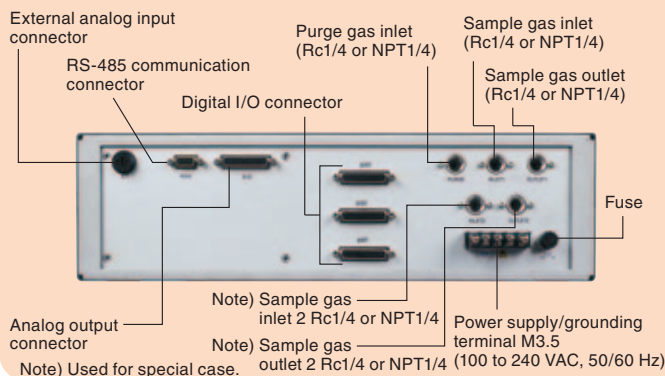 External analog input
connector
RS-485 communication
connector
Digital I/O connector
Purge gas inlet
(Rc1/4 or NPT1/4)
Sample gas inlet
(Rc1/4 or NPT1/4)
Sample gas outlet
(Rc1/4 or NPT1/4)
Fuse
Analog output
connector
Note) Sample gas
inlet 2 Rc1/4 or NPT1/4
Note) Sample gas
outlet 2 Rc1/4 or NPT1/4
Power supply/grounding
terminal M3.5
(100 to 240 VAC, 50/60 Hz)
Note) Used for special case.